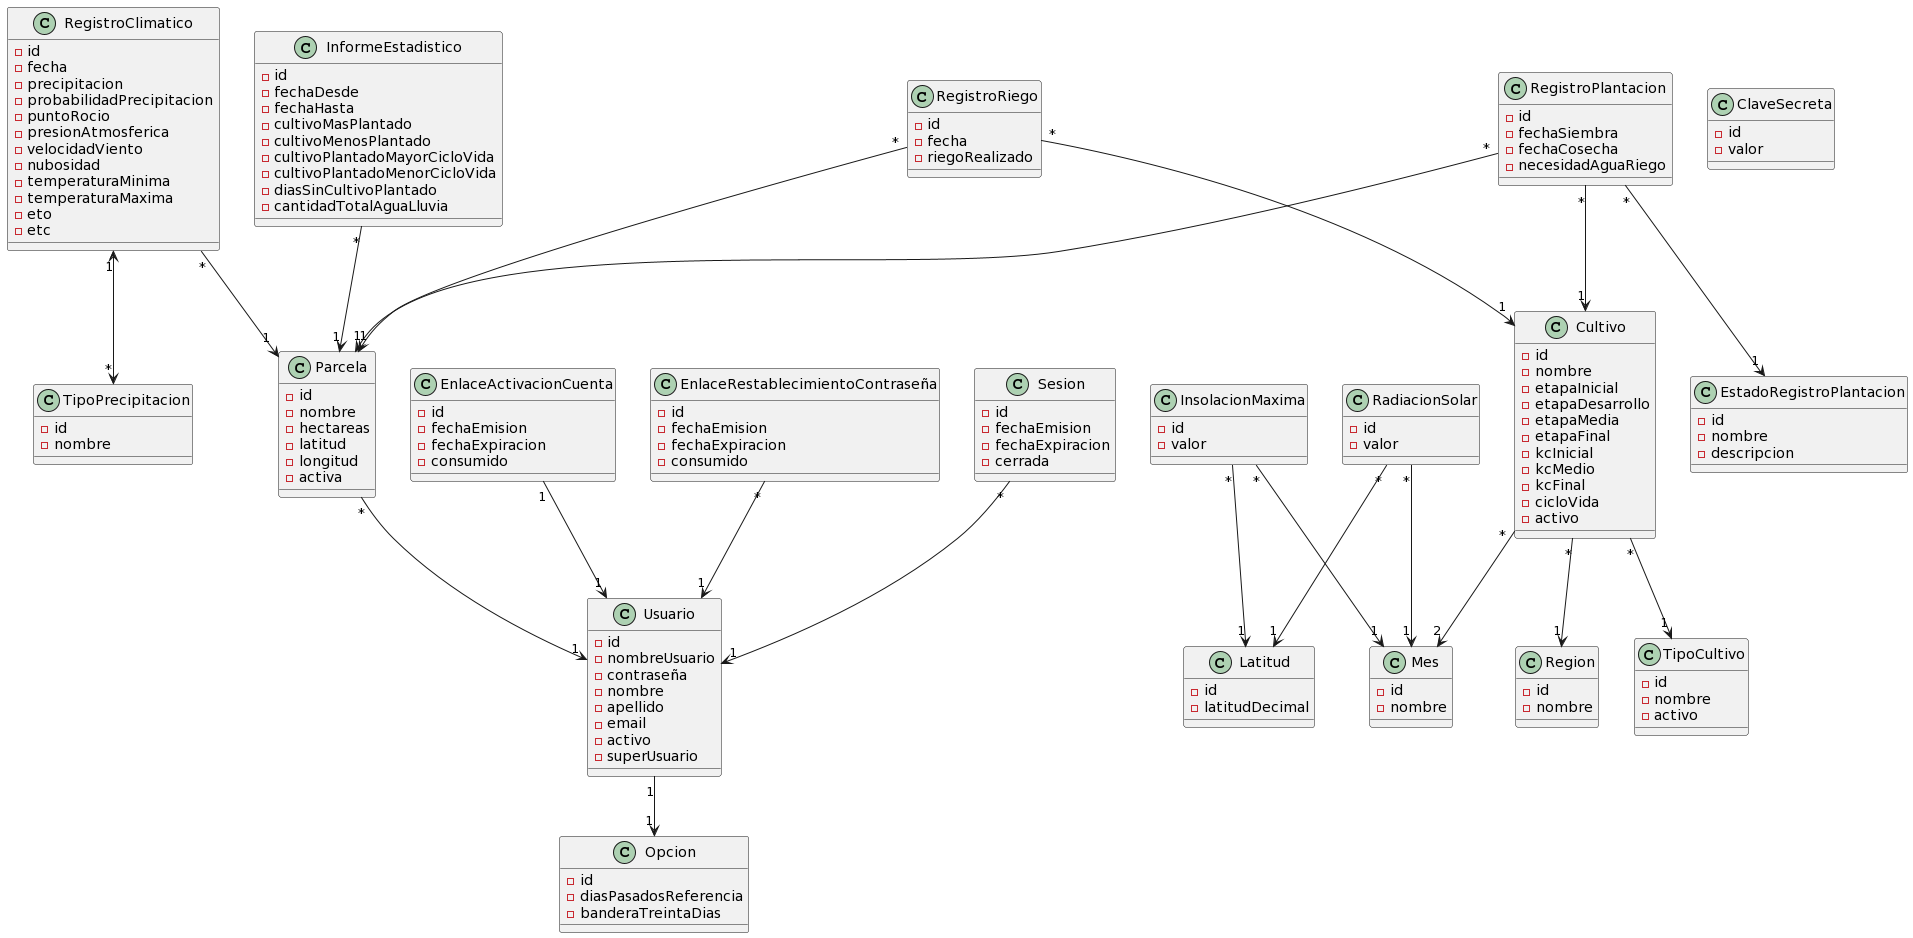 C RegistroClimatico
id
fecha
precipitacion
probabilidadPrecipitacion
puntoRocio
presionAtmosferica
velocidadViento
nubosidad
temperaturaMinima
temperaturaMaxima
eto
etc
C InformeEstadistico
id
fechaDesde
fechaHasta
cultivoMasPlantado
cultivoMenosPlantado
cultivoPlantadoMayorCicloVida
cultivoPlantadoMenorCicloVida
diasSinCultivoPlantado
cantidadTotalAguaLluvia
C RegistroRiego
id
fecha
riegoRealizado
C RegistroPlantacion
id
fechaSiembra
fechaCosecha
necesidadAguaRiego
C ClaveSecreta
id
valor
*
*
*
*
*
*
1
*
*
1
*
1
1
1
1
1
1
1
C TipoPrecipitacion
id
nombre
C Parcela
id
nombre
hectareas
latitud
longitud
activa
C EnlaceActivacionCuenta
id
fechaEmision
fechaExpiracion
consumido
C EnlaceRestablecimientoContraseña
id
fechaEmision
fechaExpiracion
consumido
C Sesion
id
fechaEmision
fechaExpiracion
cerrada
C InsolacionMaxima
id
valor
C RadiacionSolar
id
valor
C Cultivo
id
nombre
etapaInicial
etapaDesarrollo
etapaMedia
etapaFinal
kcInicial
kcMedio
kcFinal
cicloVida
activo
C EstadoRegistroPlantacion
id
nombre
descripcion
*
1
*
*
*
*
*
*
*
*
*
1
1
1
1
1
1
1
1
2
1
1
C Usuario
id
nombreUsuario
contraseña
nombre
apellido
email
activo
superUsuario
C Latitud
id
latitudDecimal
C Mes
id
nombre
C Region
id
nombre
C TipoCultivo
id
nombre
activo
1
1
C Opcion
id
diasPasadosReferencia
banderaTreintaDias